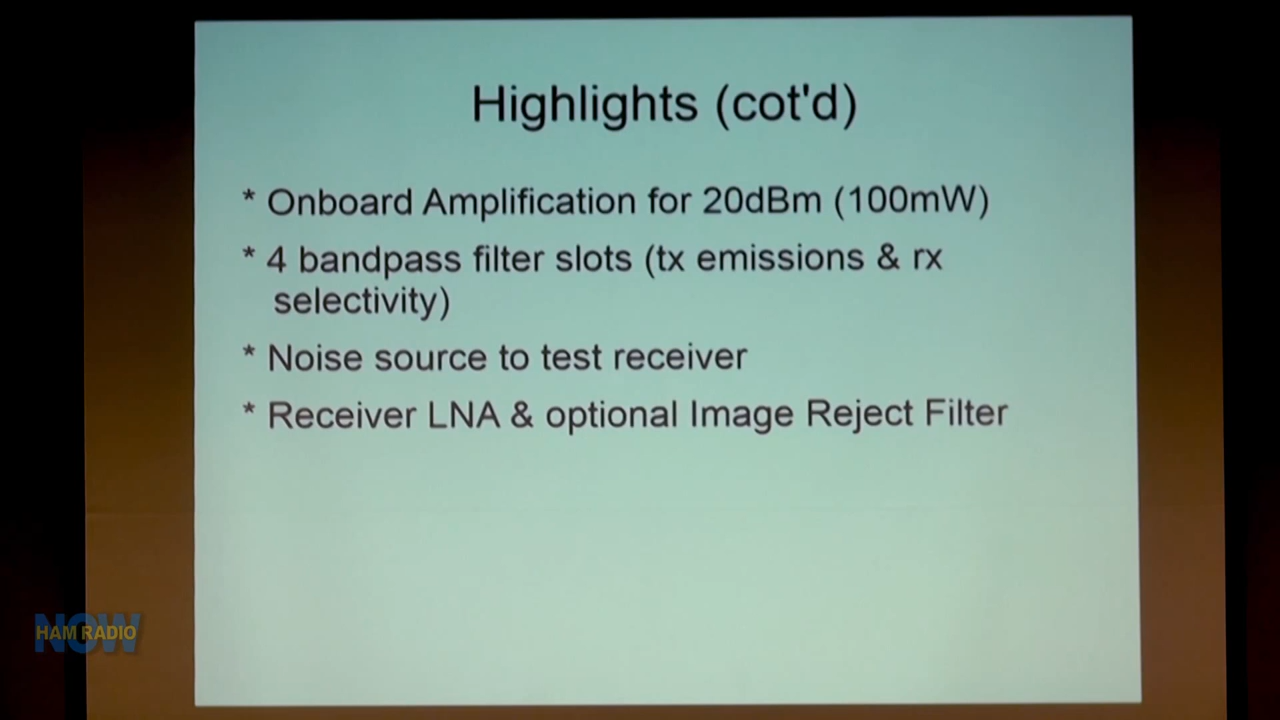 Highlights (cot'd)
* Onboard Amplification for 20dBm (100mW)
* 4 bandpass filter slots (tx emissions & rx
selectivity)
* Noise source to test receiver
* Receiver LNA & optional Image Reject Filter
NOW
HAM RADIO